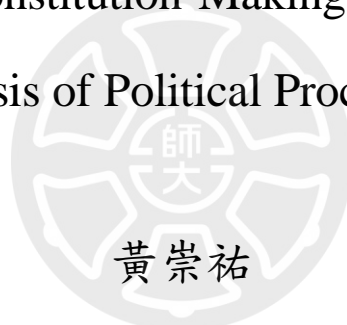 onstitution Making
sis of Political Proc
師大
黃崇祐